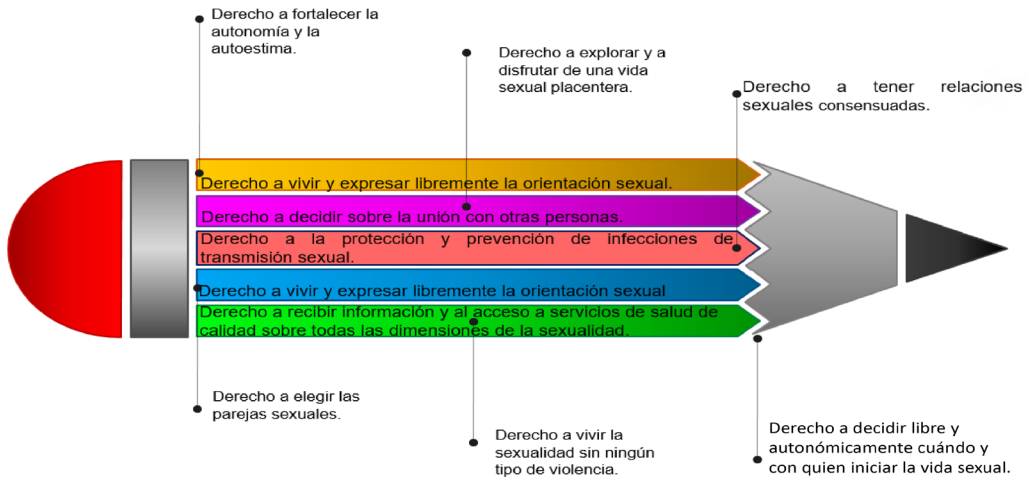 Derecho a fortalecer la
autonomía y la
autoestima.
Derecho a explorar y a
disfrutar de una vida
sexual placentera.
Derecho a tener relaciones
sexuales consensuadas.
Derecho a vivir y expresar libremente la orientación sexual.
Derecho a decidir sobre la unión con otras personas.
Derecho a la protección y prevención de infecciones de
transmisión sexual.
Derecho a vivir y expresar libremente la orientación sexual
Derecho a recibir información y al acceso a servicios de salud de
calidad sobre todas las dimensiones de la sexualidad.
Derecho a elegir las
parejas sexuales.
Derecho a vivir la
sexualidad sin ningún
tipo de violencia.
Derecho a decidir libre y
autonómicamente cuándo y
con quien iniciar la vida sexual.